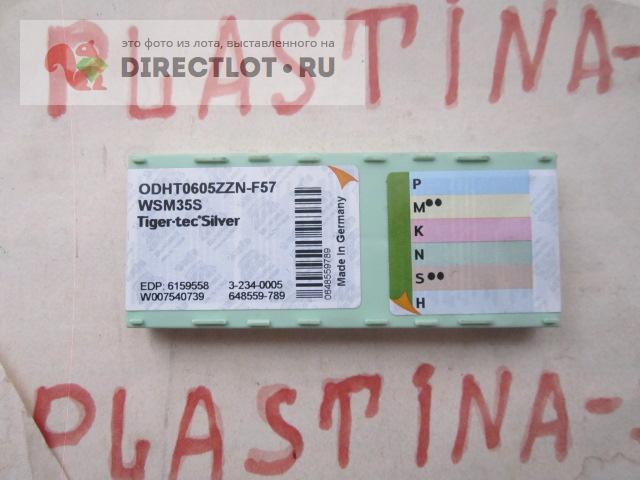 PLASTINA-
это фото из лота, выставленного на
DIRECTLOT.RU
ODHT0605ZZN-F57
WSM35S
Tiger·tec®Silver
EDP: 6159558 3-234-0005
W007540739 648559-789
0648559789
Made in Germany
P
M●●
K
N
S●●
H
PLASTINA-